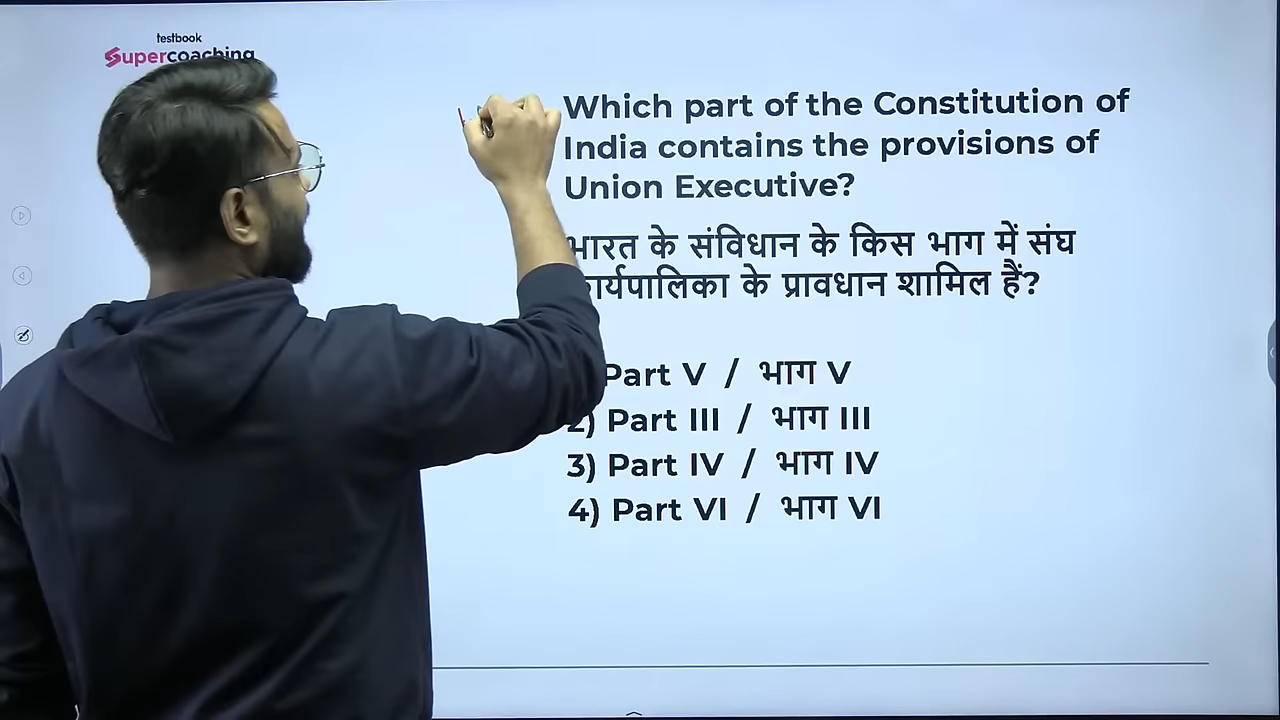 testbook
Supercoaching
Which part of the Constitution of
India contains the provisions of
Union Executive?
भारत के संविधान के किस भाग में संघ
के प्रावधान शामिल हैं?
Part V / भाग V
2) Part III / भाग III
3) Part IV / भाग IV
4) Part VI / भाग VI